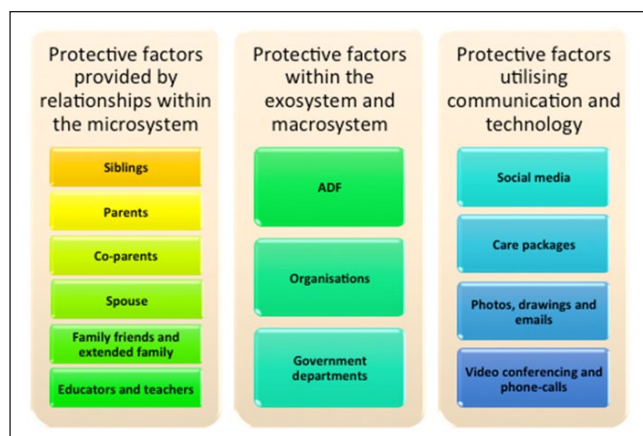 Protective factors
provided by
relationships within
the microsystem
Siblings
Parents
Co-parents
Spouse
Family friends and
extended family
Educators and teachers
Protective factors
within the
exosystem and
macrosystem
ADF
Organisations
Government
departments
Protective factors
utilising
communication and
technology
Social media
Care packages
Photos, drawings and
emails
Video conferencing and
phone-calls